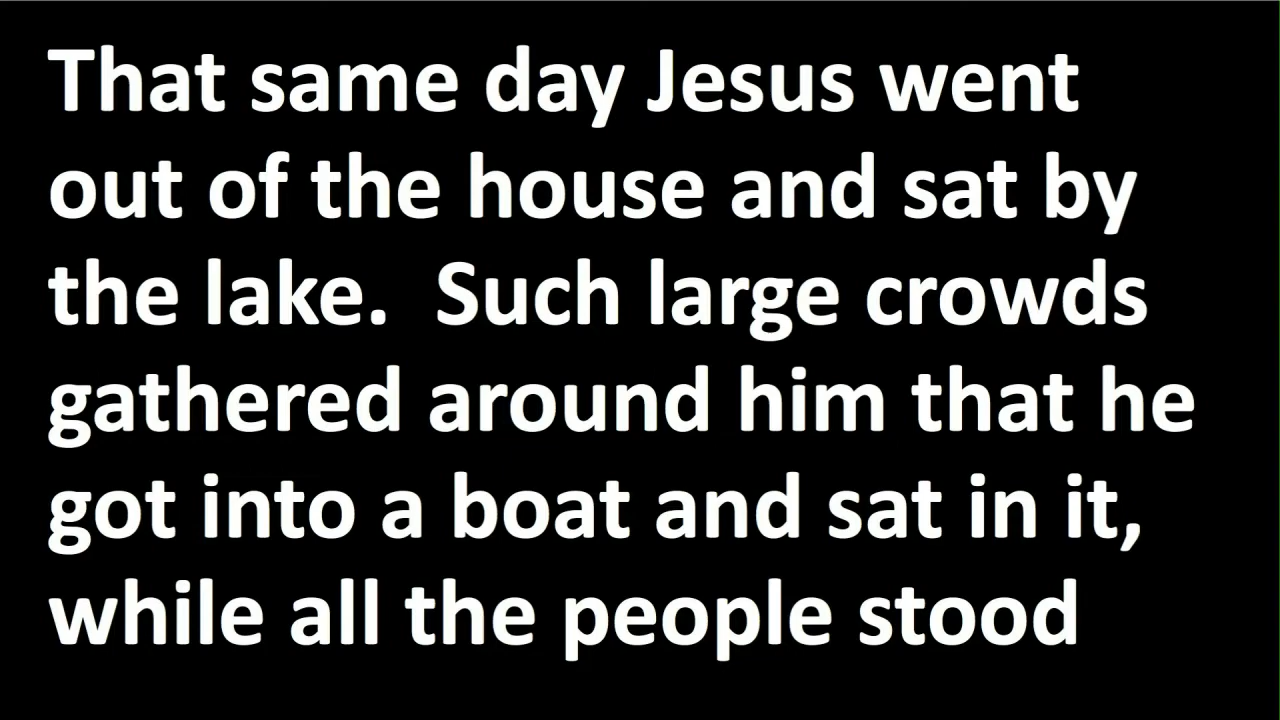 That same day Jesus went
out of the house and sat by
the lake.  Such large crowds
gathered around him that he
got into a boat and sat in it,
while all the people stood